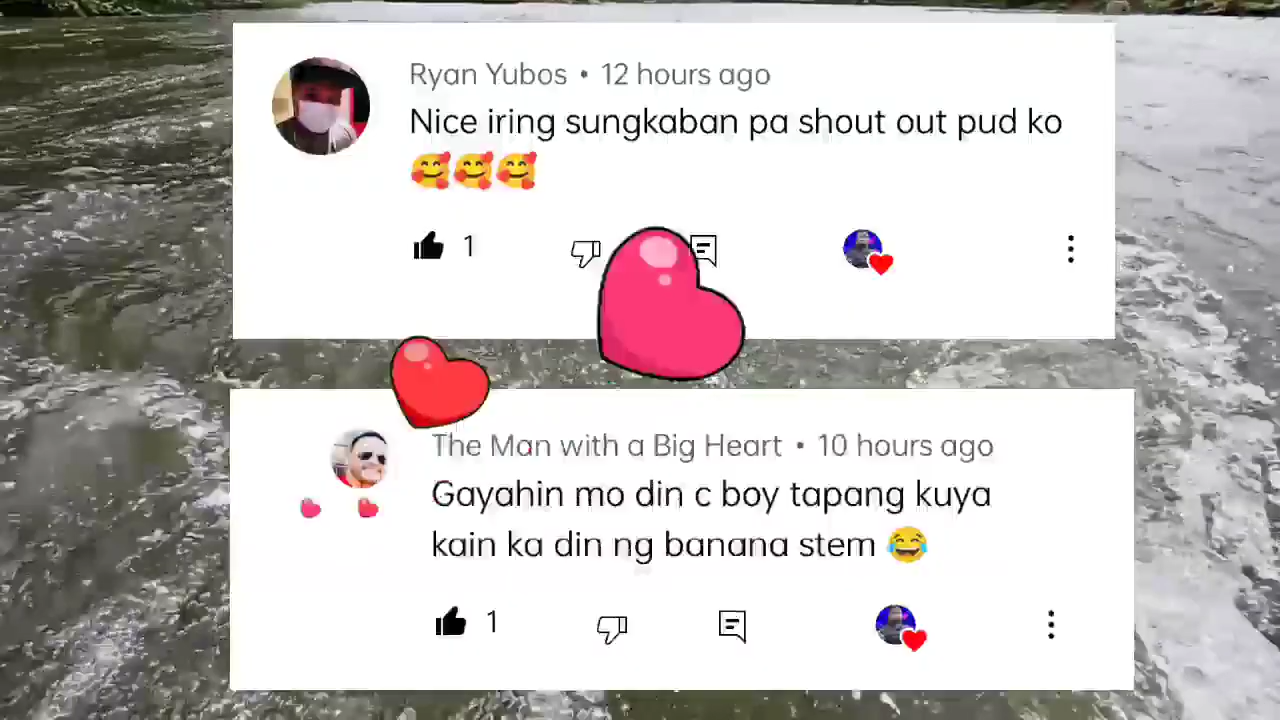 Ryan Yubos • 12 hours ago
Nice iring sungkaban pa shout out pud ko
🥰🥰🥰
1
The Man with a Big Heart • 10 hours ago
Gayahin mo din c boy tapang kuya
kain ka din ng banana stem 😂
1